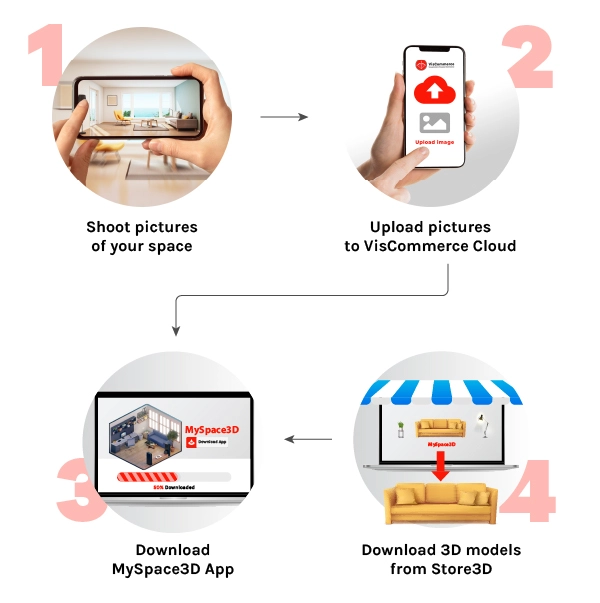 1
2
VisCommerce
Upload image
Shoot pictures
of your space
Upload pictures
to VisCommerce Cloud
3
MySpace3D
Download App
80% Downloaded
Download
MySpace3D App
4
MySpace3D
Download 3D models
from Store3D